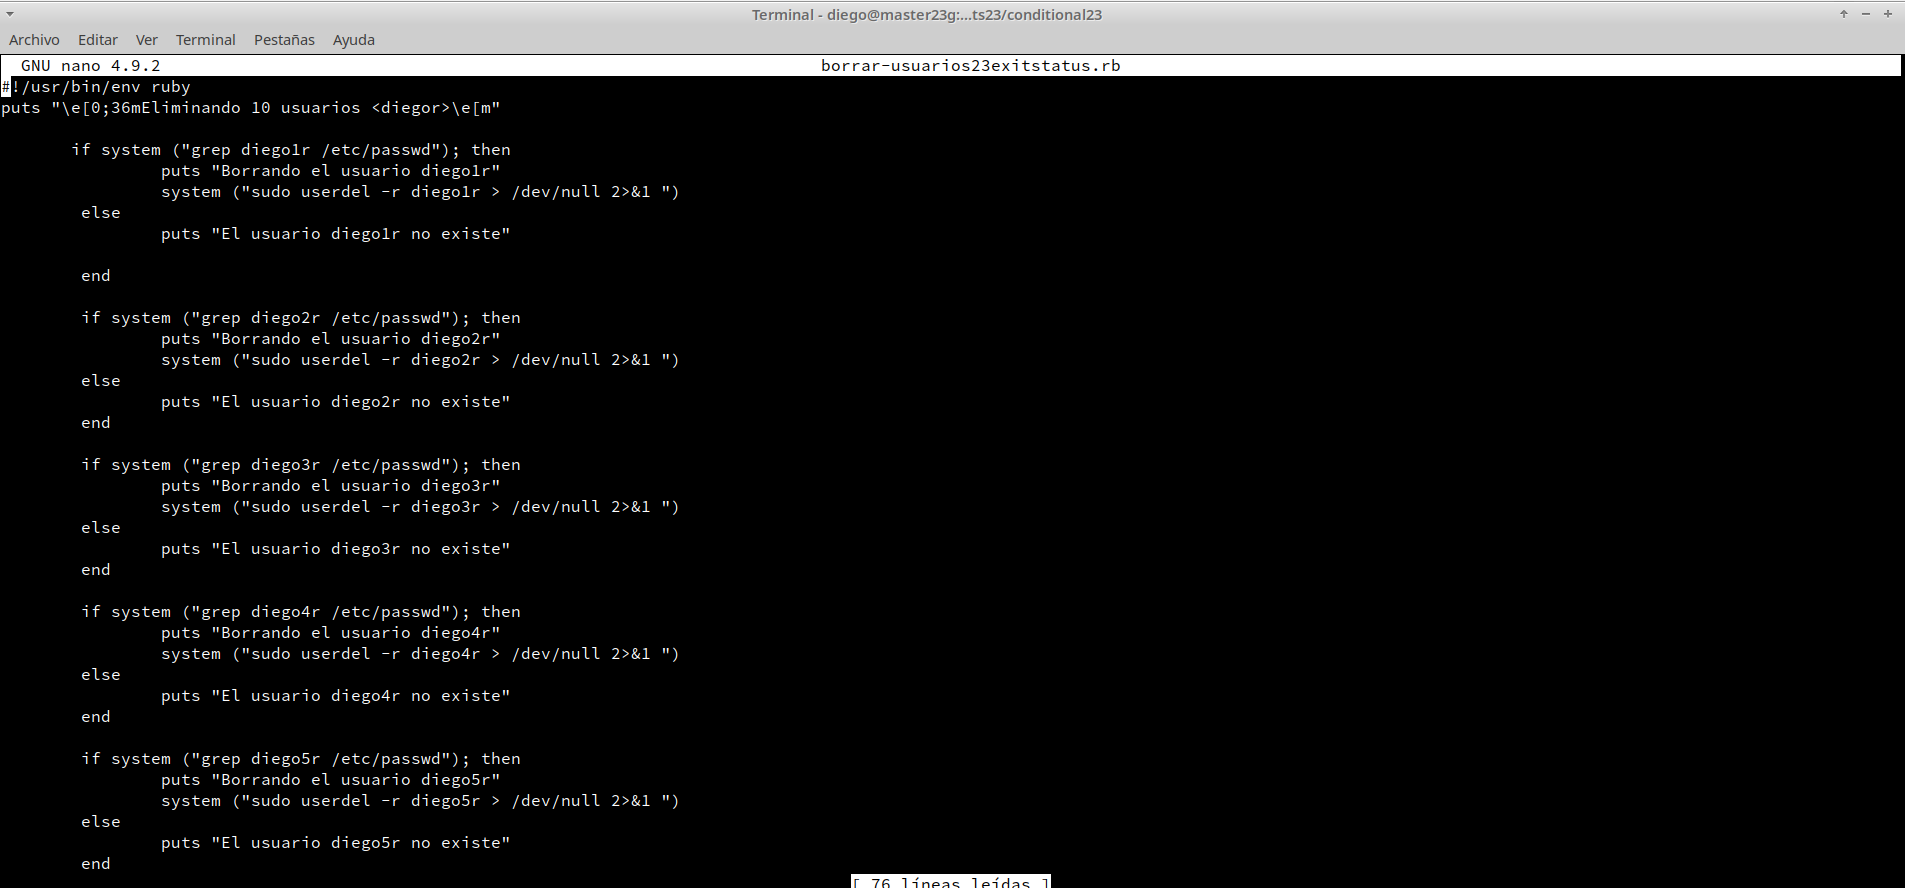 Terminal - diego@master23g:...ts23/conditional23
Archivo Editar Ver Terminal Pestañas Ayuda
GNU nano 4.9.2 borrar-usuarios23exitstatus.rb
#!/usr/bin/env ruby
puts "\e[0;36mEliminando 10 usuarios <diegor>\e[m"
if system ("grep diego1r /etc/passwd"); then
puts "Borrando el usuario diego1r"
system ("sudo userdel -r diego1r > /dev/null 2>&1 ")
else
puts "El usuario diego1r no existe"
end
if system ("grep diego2r /etc/passwd"); then
puts "Borrando el usuario diego2r"
system ("sudo userdel -r diego2r > /dev/null 2>&1 ")
else
puts "El usuario diego2r no existe"
end
if system ("grep diego3r /etc/passwd"); then
puts "Borrando el usuario diego3r"
system ("sudo userdel -r diego3r > /dev/null 2>&1 ")
else
puts "El usuario diego3r no existe"
end
if system ("grep diego4r /etc/passwd"); then
puts "Borrando el usuario diego4r"
system ("sudo userdel -r diego4r > /dev/null 2>&1 ")
else
puts "El usuario diego4r no existe"
end
if system ("grep diego5r /etc/passwd"); then
puts "Borrando el usuario diego5r"
system ("sudo userdel -r diego5r > /dev/null 2>&1 ")
else
puts "El usuario diego5r no existe"
end
[ 76 líneas leídas ]